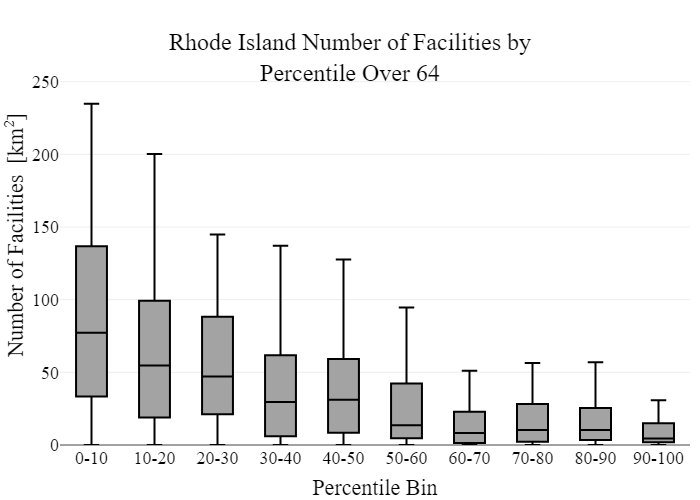 Rhode Island Number of Facilities by
Percentile Over 64
Number of Facilities [km²]
250
200
150
100
50
0
0-10 10-20 20-30 30-40 40-50 50-60 60-70 70-80 80-90 90-100
Percentile Bin